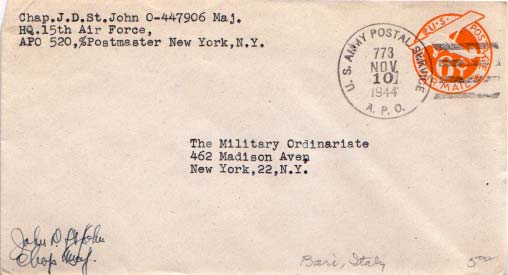 Chap.J.D.St.John O-447906 Maj.
HQ.15th Air Force,
APO 520,%Postmaster New York,N.Y.
U.S. ARMY POSTAL SERVICE
773
NOV
10
1944
A.P.O.
U.S. POSTAGE
6¢
AIR MAIL
The Military Ordinariate
462 Madison Aven
New York,22,N.Y.
John D St John
Chap Maj.
Bari, Italy